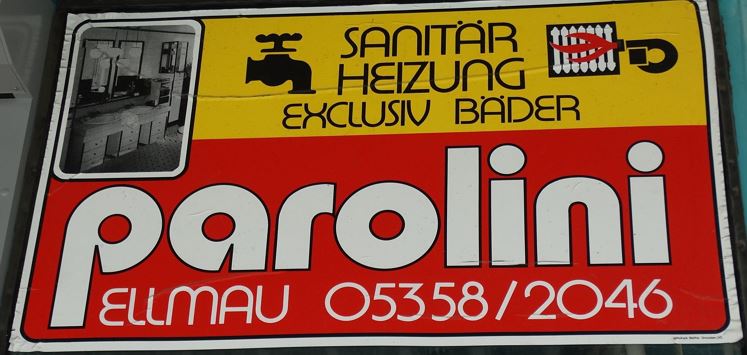 SANITÄR
HEIZUNG
EXCLUSIV BÄDER
parolini
ELLMAU 05358/2046